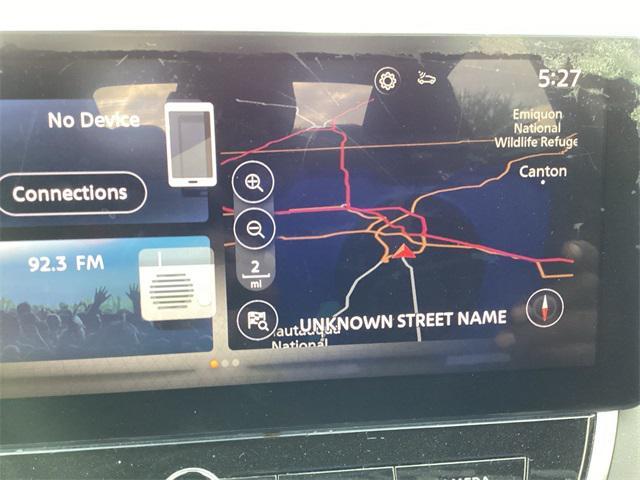 5:27
No Device
Connections
92.3 FM
Emiquon
National
Wildlife Refuge
Canton
2
mi
UNKNOWN STREET NAME
National